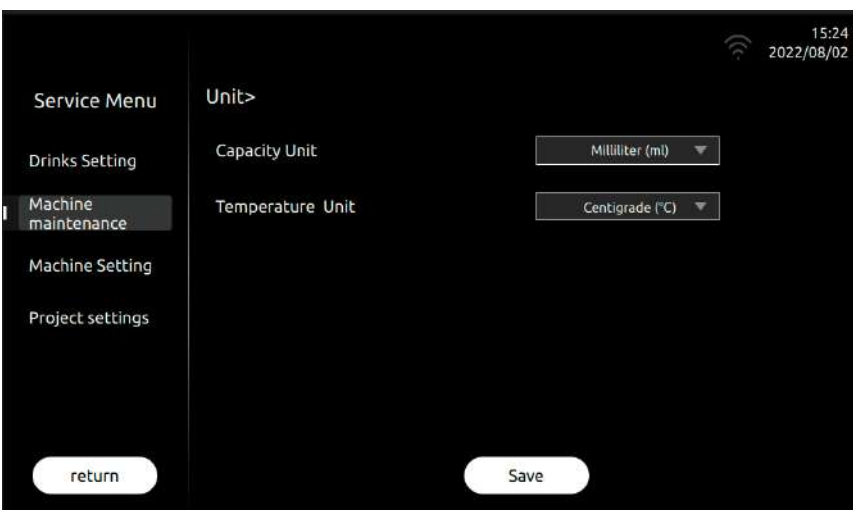 15:24
2022/08/02
Service Menu
Drinks Setting
Machine
maintenance
Machine Setting
Project settings
return
Unit>
Capacity Unit
Milliliter (ml)
Temperature Unit
Centigrade (°C)
Save